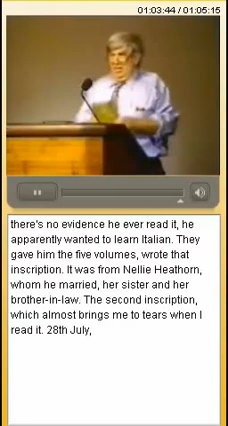 01:03:44 / 01:05:15
there's no evidence he ever read it, he
apparently wanted to learn Italian. They
gave him the five volumes, wrote that
inscription. It was from Nellie Heathorn,
whom he married, her sister and her
brother-in-law. The second inscription,
which almost brings me to tears when I
read it. 28th July,